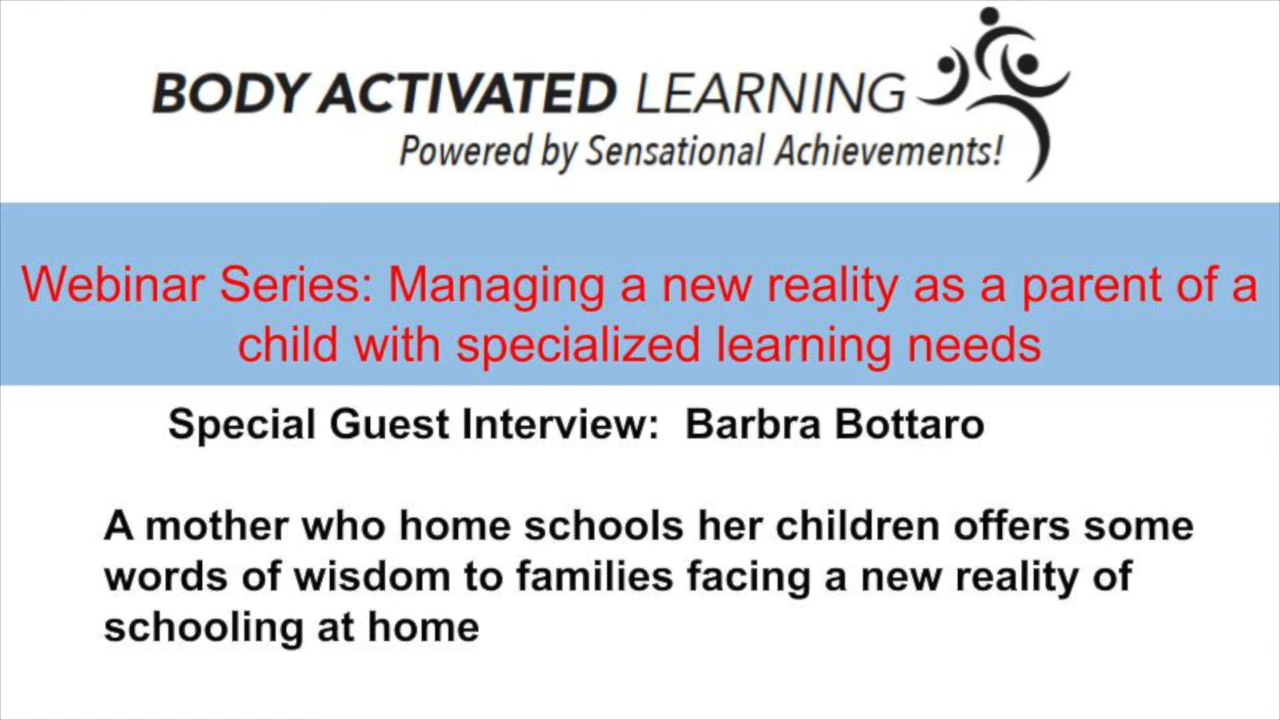 BODY ACTIVATED LEARNING
Powered by Sensational Achievements!
Webinar Series: Managing a new reality as a parent of a
child with specialized learning needs
Special Guest Interview:  Barbra Bottaro
A mother who home schools her children offers some
words of wisdom to families facing a new reality of
schooling at home